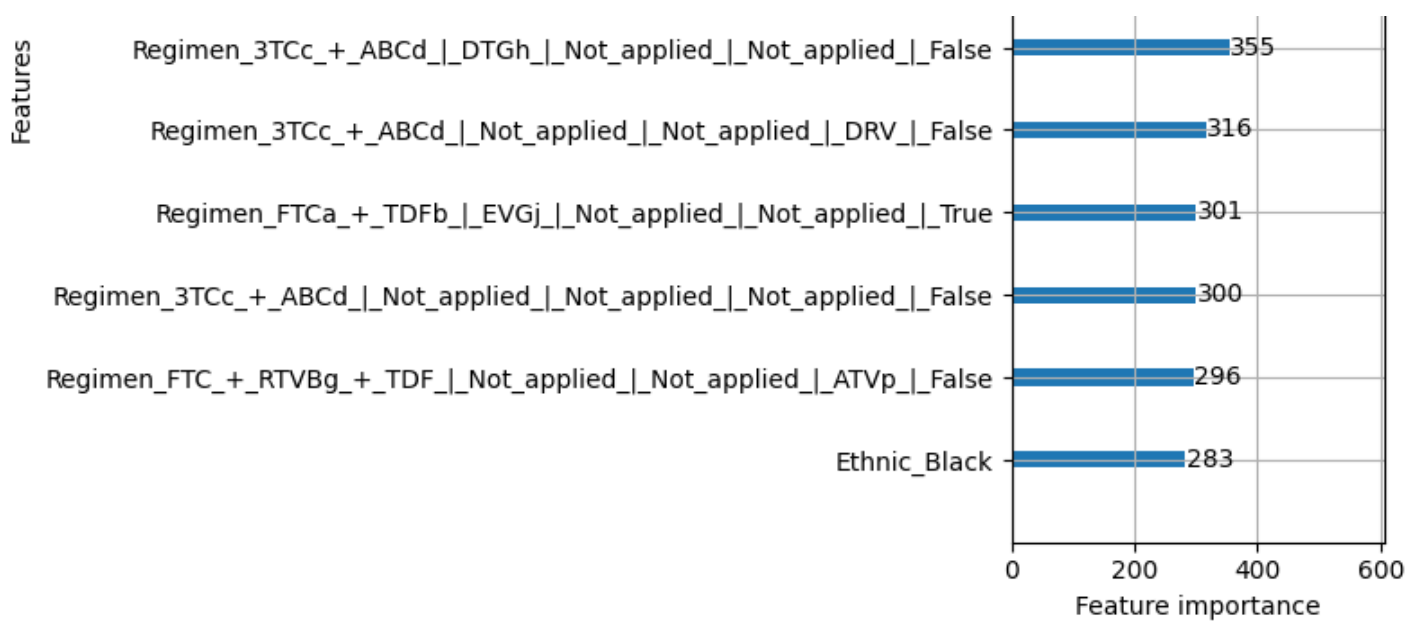 Features
Regimen_3TCc_+_ABCd_|_DTGh_|_Not_applied_|_Not_applied_|_False 355
Regimen_3TCc_+_ABCd_|_Not_applied_|_Not_applied_|_DRV_|_False 316
Regimen_FTCa_+_TDFb_|_EVGj_|_Not_applied_|_Not_applied_|_True 301
Regimen_3TCc_+_ABCd_|_Not_applied_|_Not_applied_|_Not_applied_|_False 300
Regimen_FTC_+_RTVBg_+_TDF_|_Not_applied_|_Not_applied_|_ATVp_|_False 296
Ethnic_Black 283
0 200 400 600
Feature importance